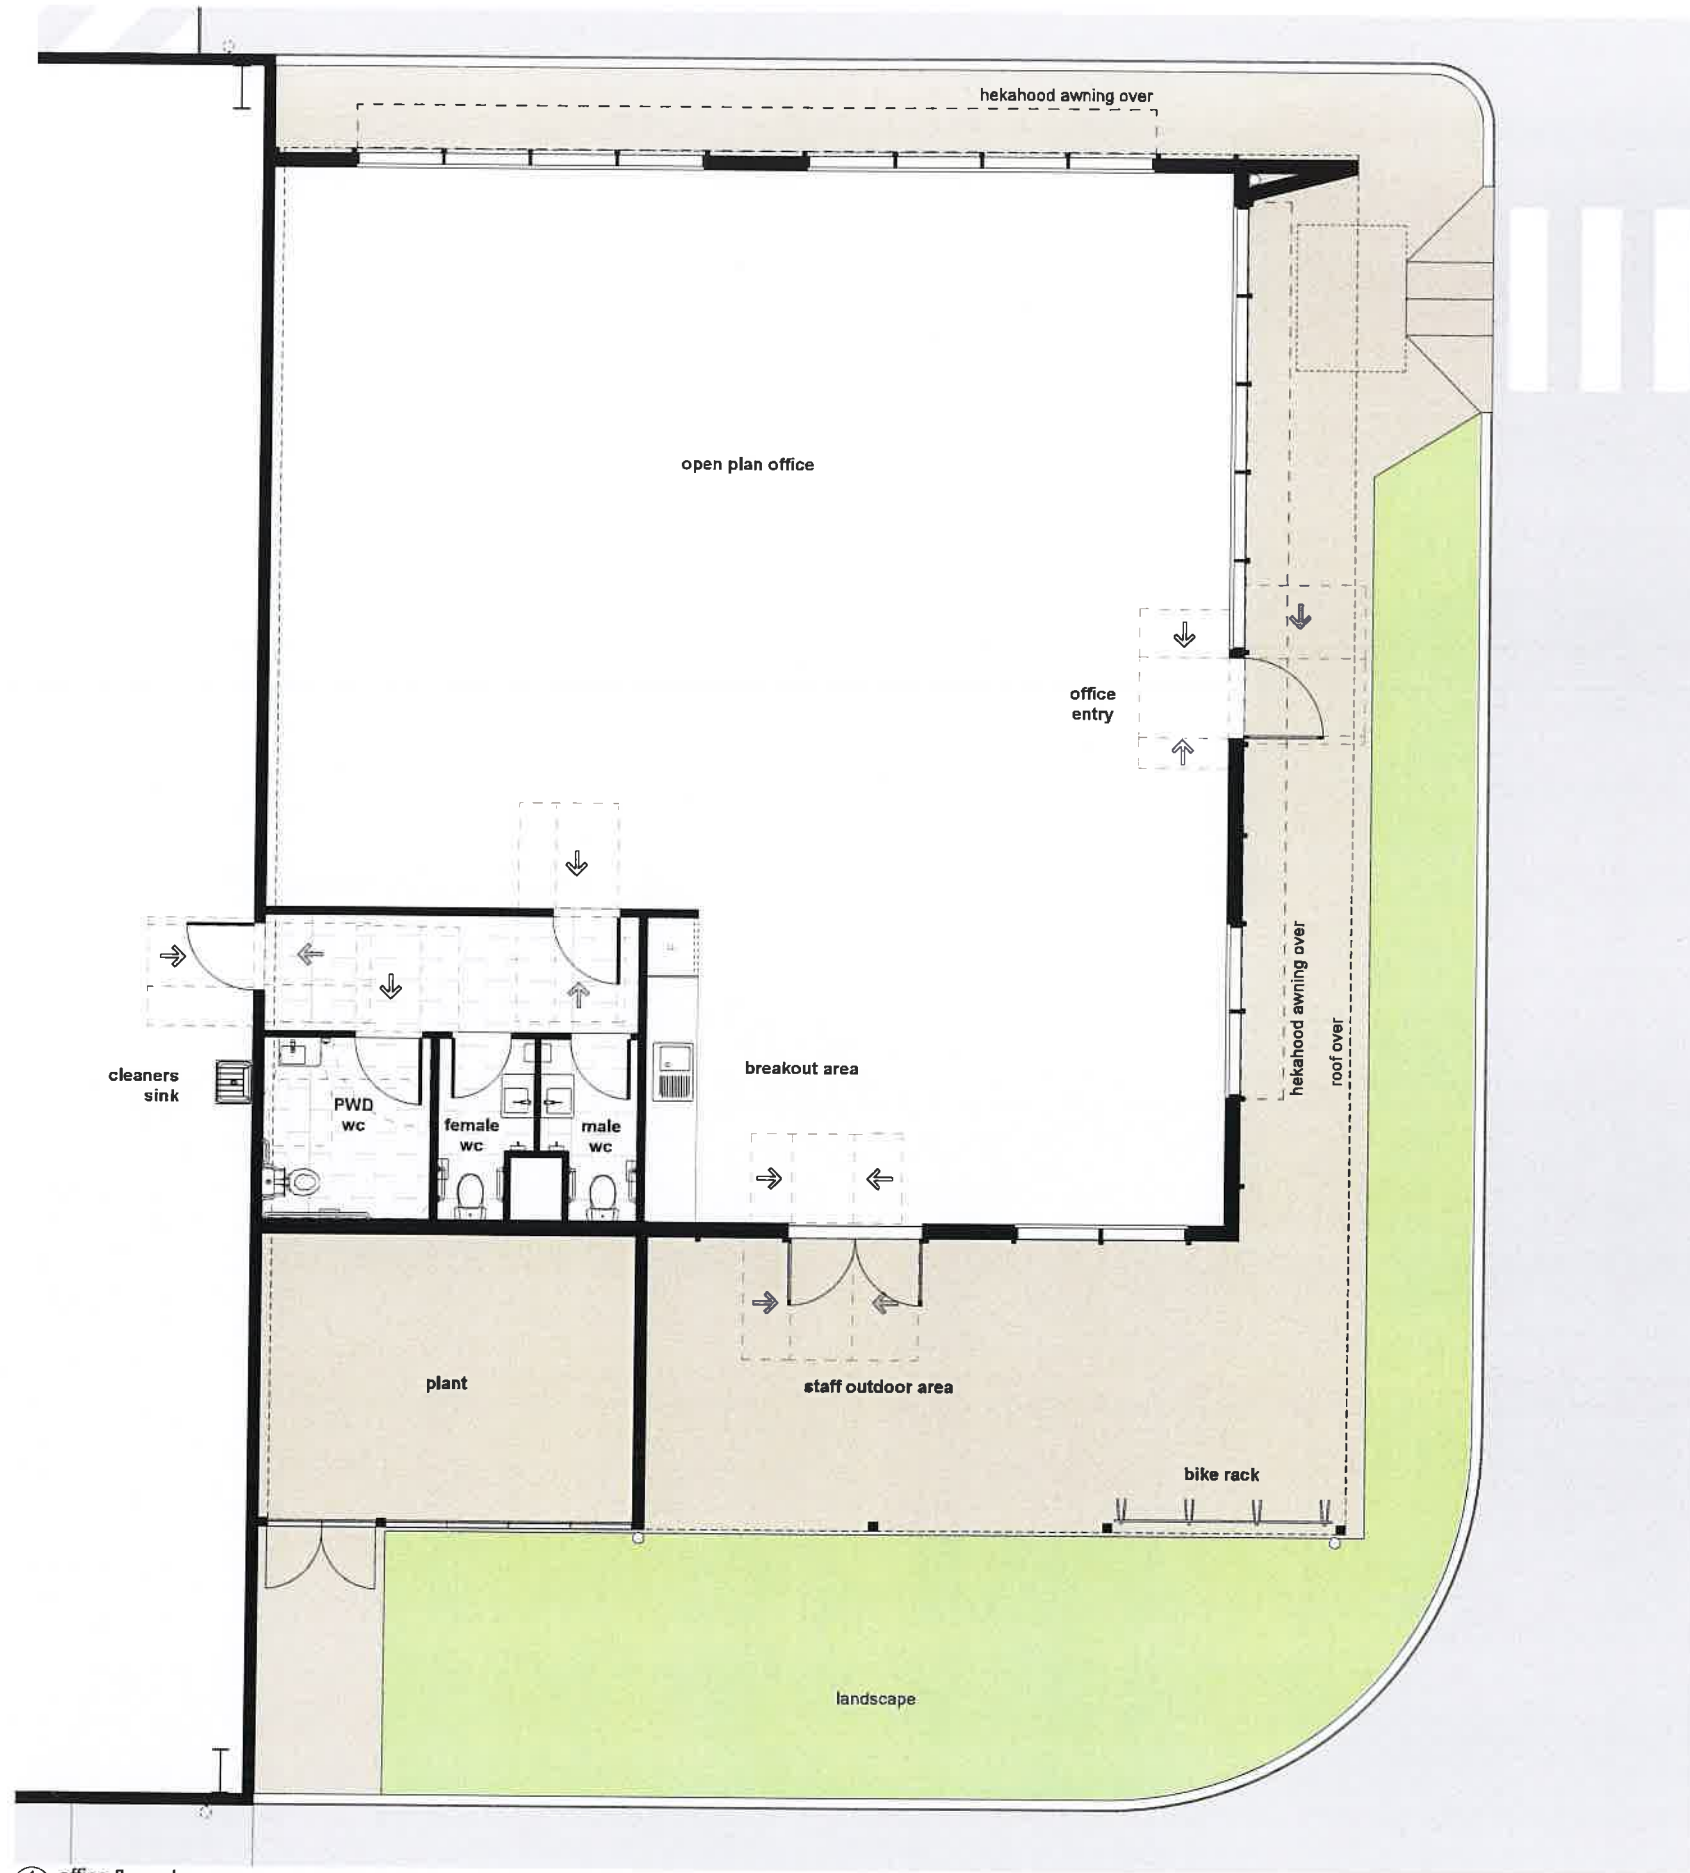 hekahood awning over
open plan office
office
entry
hekahood awning over
roof over
cleaners
sink
PWD
wc
female
wc
male
wc
breakout area
plant
staff outdoor area
bike rack
landscape